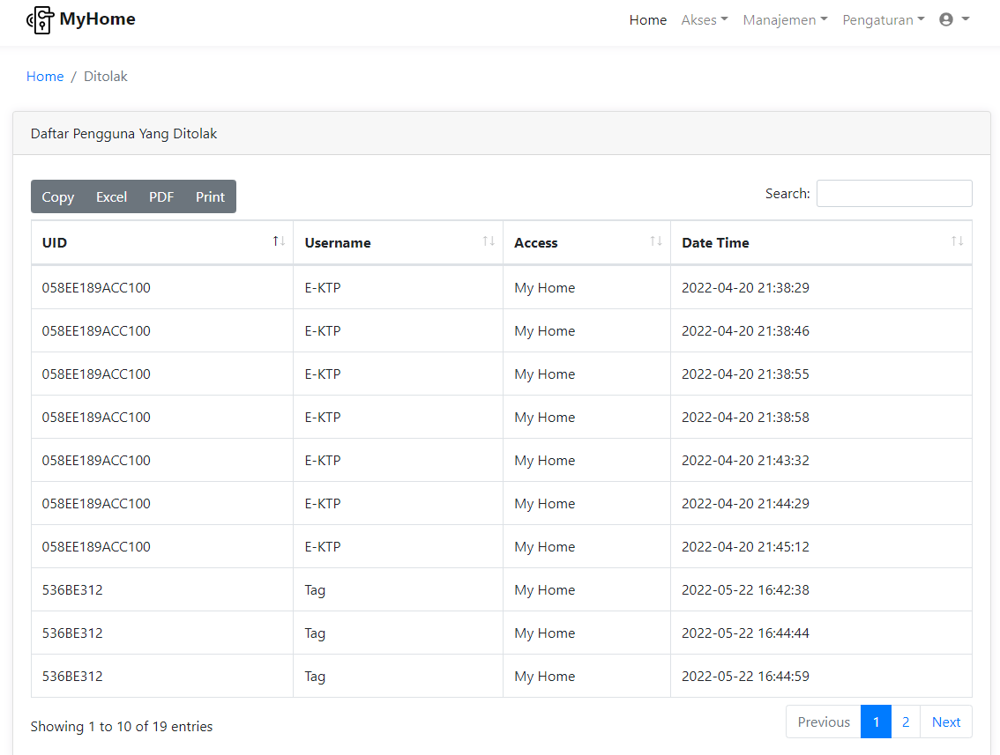 MyHome Home Akses Manajemen Pengaturan
Home / Ditolak
Daftar Pengguna Yang Ditolak
Copy Excel PDF Print Search:
UID Username Access Date Time
058EE189ACC100 E-KTP My Home 2022-04-20 21:38:29
058EE189ACC100 E-KTP My Home 2022-04-20 21:38:46
058EE189ACC100 E-KTP My Home 2022-04-20 21:38:55
058EE189ACC100 E-KTP My Home 2022-04-20 21:38:58
058EE189ACC100 E-KTP My Home 2022-04-20 21:43:32
058EE189ACC100 E-KTP My Home 2022-04-20 21:44:29
058EE189ACC100 E-KTP My Home 2022-04-20 21:45:12
536BE312 Tag My Home 2022-05-22 16:42:38
536BE312 Tag My Home 2022-05-22 16:44:44
536BE312 Tag My Home 2022-05-22 16:44:59
Showing 1 to 10 of 19 entries Previous 1 2 Next